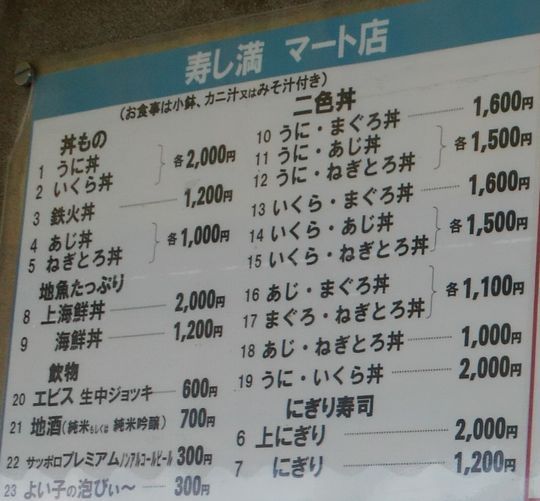 寿し満 マート店
(お食事は小鉢、カニ汁又はみそ汁付き)
丼もの
1 うに丼
2 いくら丼
各2,000円
3 鉄火丼 1,200円
4 あじ丼
5 ねぎとろ丼
各1,000円
地魚たっぷり
8 上海鮮丼 2,000円
9 海鮮丼 1,200円
飲物
20 エビス 生中ジョッキ 600円
21 地酒(純米もしくは 純米吟醸) 700円
22 サッポロプレミアムノンアルコールビール 300円
23 よい子の泡びぃ〜 300円
二色丼
10 うに・まぐろ丼 1,600円
11 うに・あじ丼
12 うに・ねぎとろ丼
各1,500円
13 いくら・まぐろ丼 1,600円
14 いくら・あじ丼
15 いくら・ねぎとろ丼
各1,500円
16 あじ・まぐろ丼
17 まぐろ・ねぎとろ丼
各1,100円
18 あじ・ねぎとろ丼 1,000円
19 うに・いくら丼 2,000円
にぎり寿司
6 上にぎり 2,000円
7 にぎり 1,200円